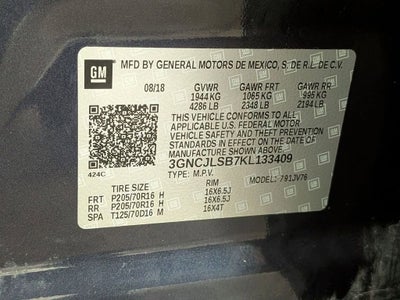 GM
MFD BY GENERAL MOTORS DE MEXICO, S. DE R.L. DE C.V.
08/18 GVWR GAWR FRT GAWR RR
1944 KG 1065 KG 995 KG
4286 LB 2348 LB 2194 LB
THIS VEHICLE CONFORMS TO ALL
APPLICABLE U.S. FEDERAL MOTOR
VEHICLE SAFETY AND THEFT PREVENTION
STANDARDS IN EFFECT ON THE DATE OF
MANUFACTURE SHOWN ABOVE.
3GNCJLSB7KL133409
424C TYPE: M.P.V. MODEL: 791JV76
TIRE SIZE RIM
FRT P205/70R16 H 16X6.5J
RR P205/70R16 H 16X6.5J
SPA T125/70D16 M 16X4T